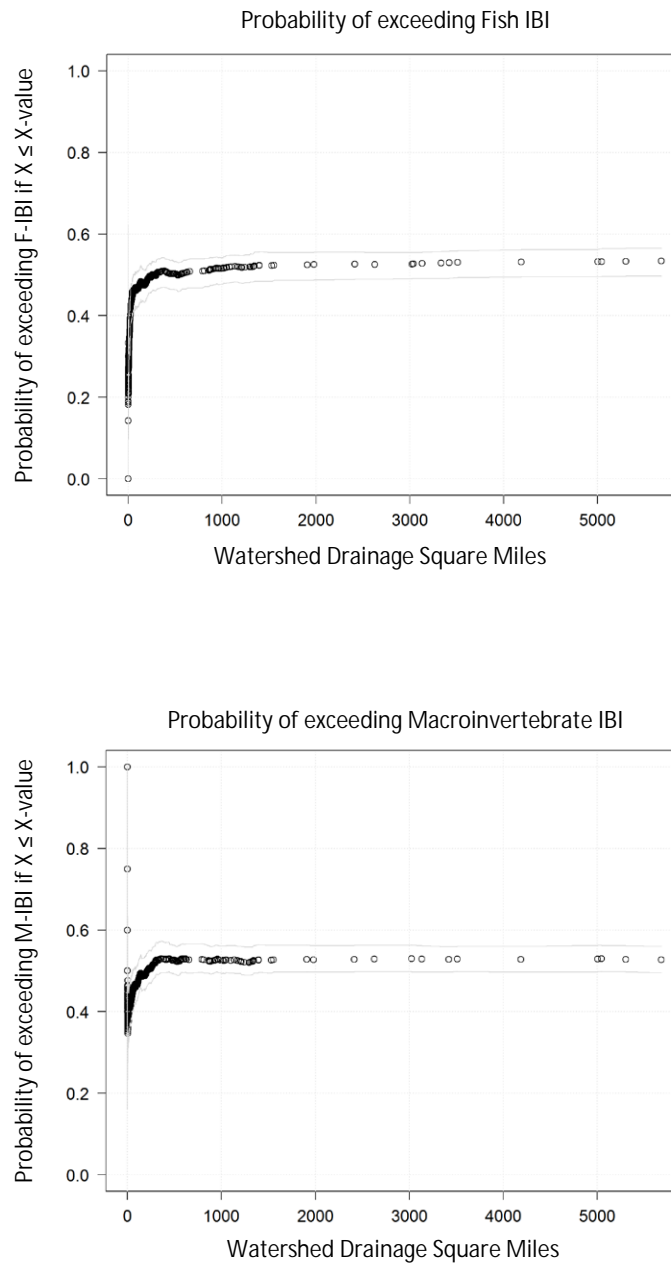 Probability of exceeding Fish IBI
Probability of exceeding F-IBI if X ≤ X-value
1.0
0.8
0.6
0.4
0.2
0.0
0 1000 2000 3000 4000 5000
Watershed Drainage Square Miles
Probability of exceeding Macroinvertebrate IBI
Probability of exceeding M-IBI if X ≤ X-value
1.0
0.8
0.6
0.4
0.2
0.0
0 1000 2000 3000 4000 5000
Watershed Drainage Square Miles